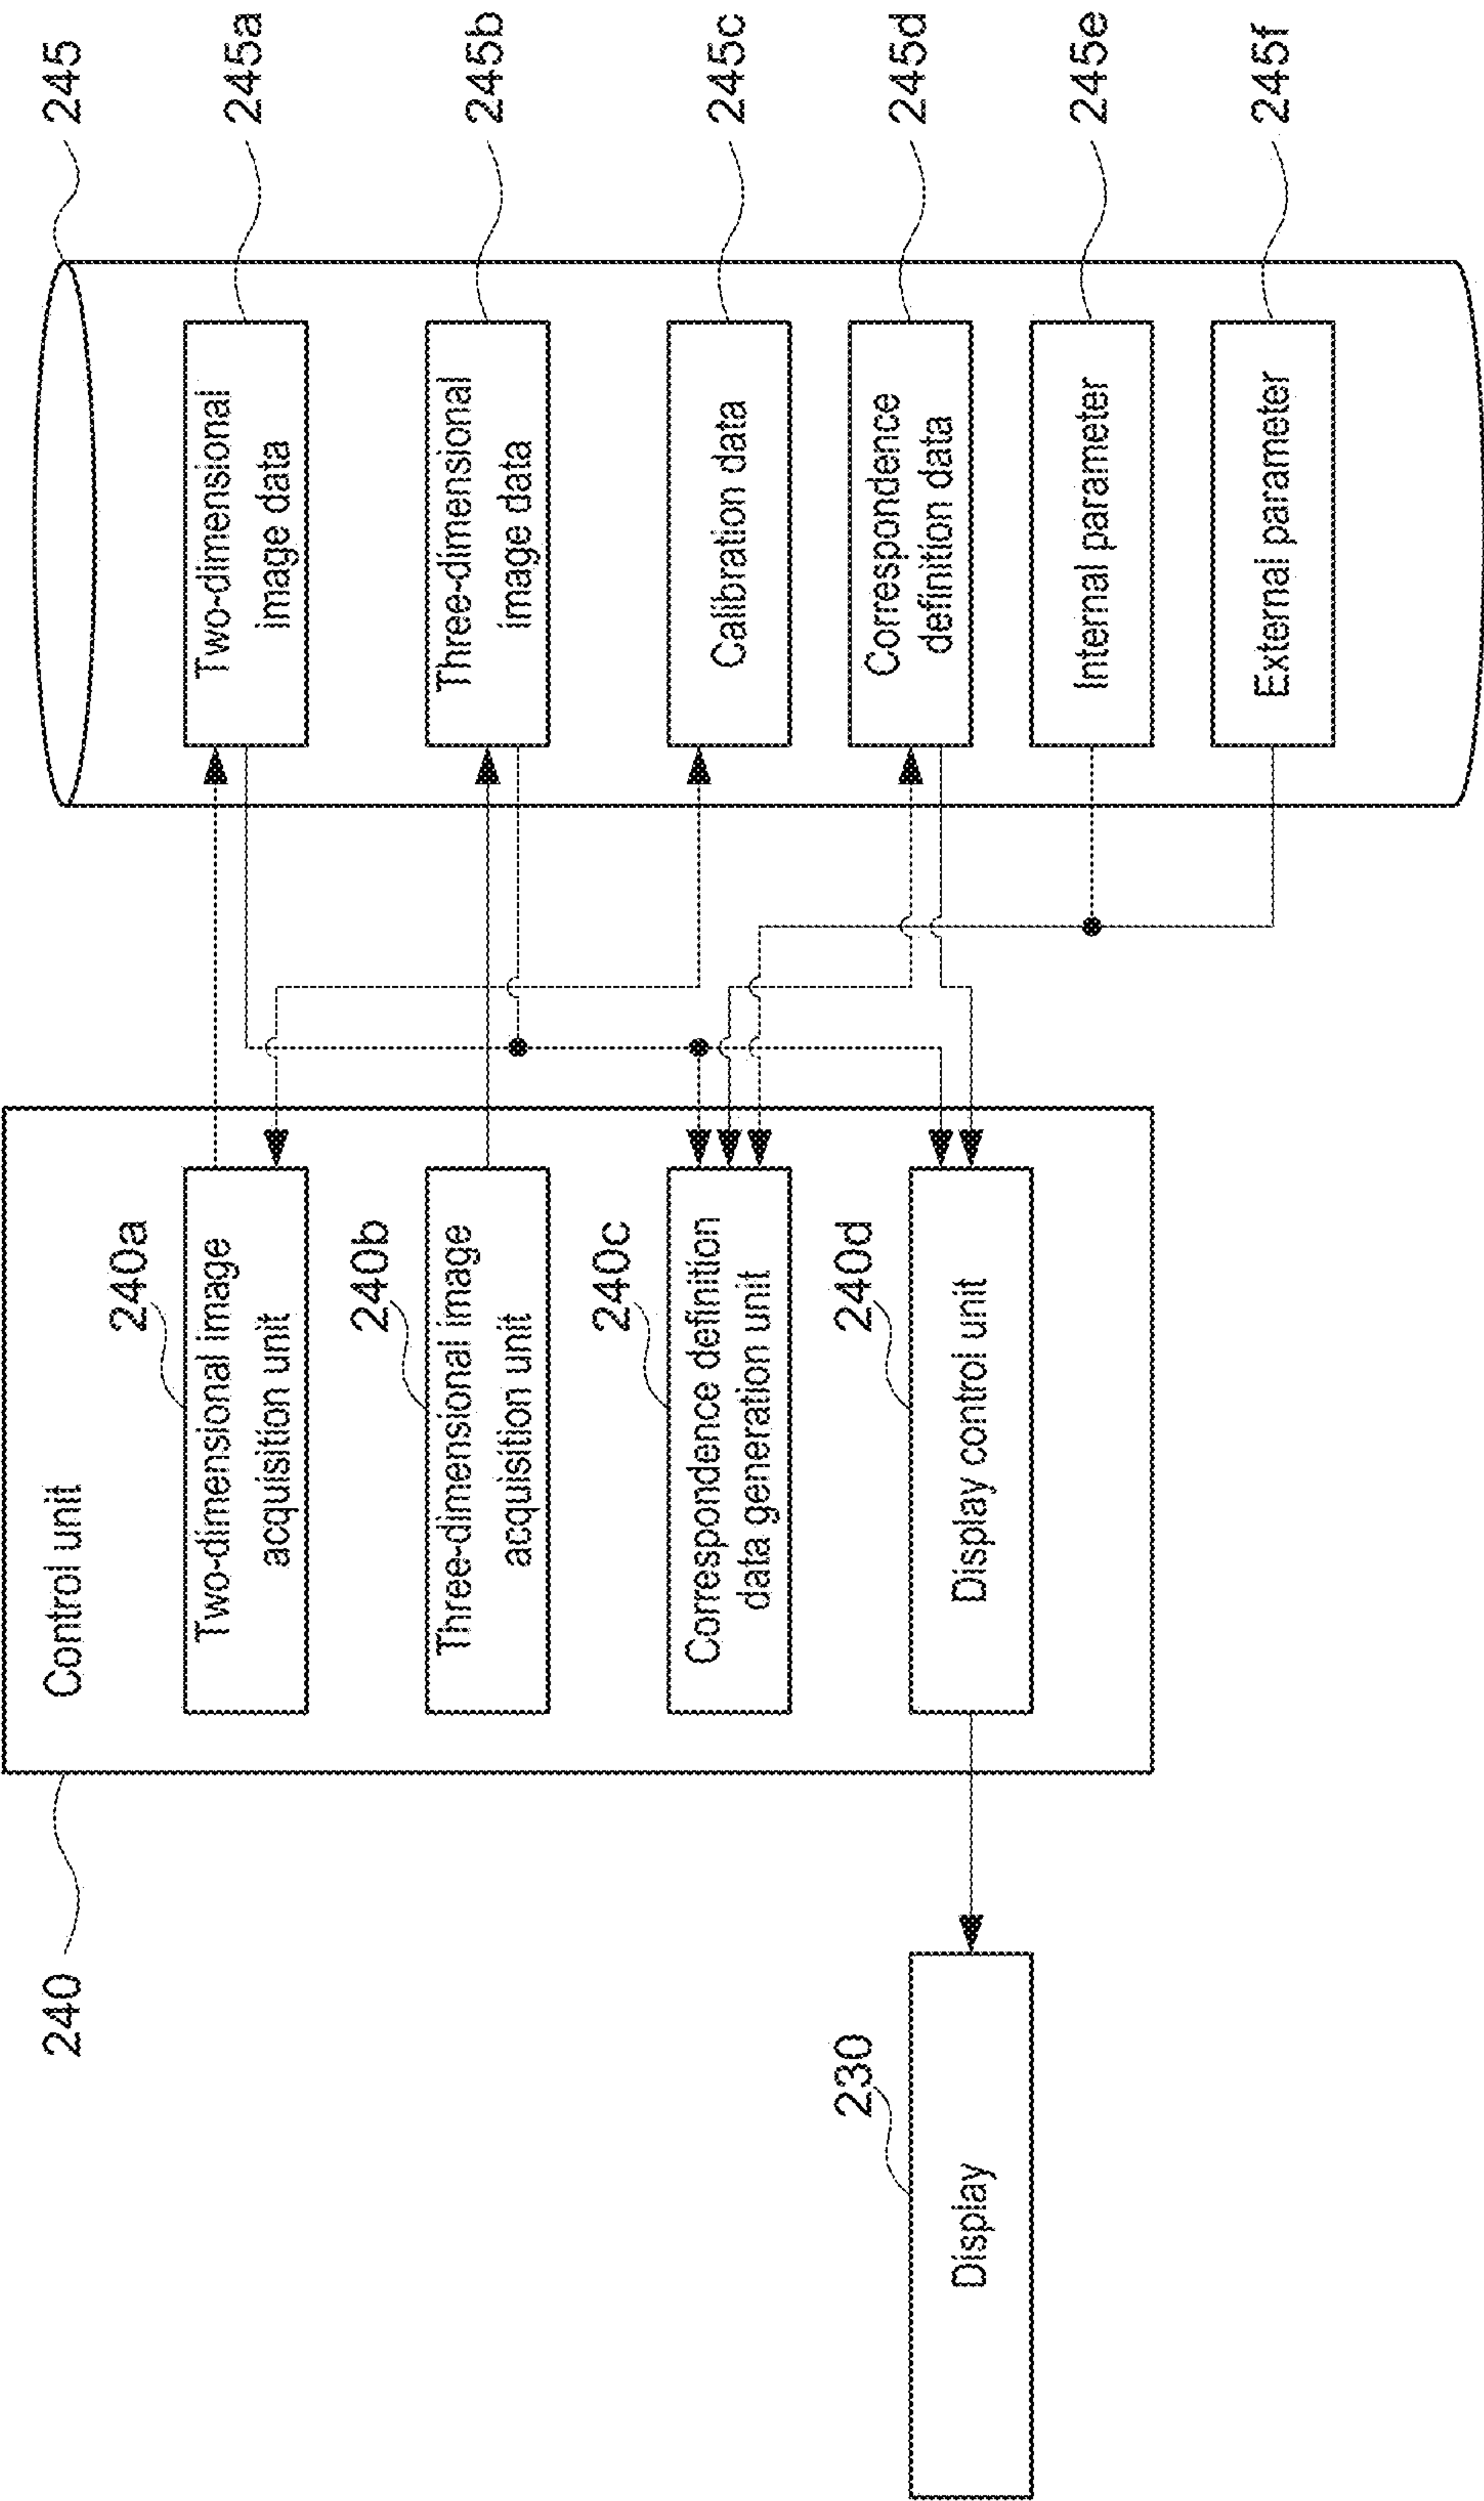 240
Control unit
240a
Two-dimensional image
acquisition unit
240b
Three-dimensional image
acquisition unit
240c
Correspondence definition
data generation unit
240d
Display control unit
230
Display
245
Two-dimensional
image data
245a
Three-dimensional
image data
245b
Calibration data
245c
Correspondence
definition data
245d
Internal parameter
245e
External parameter
245f